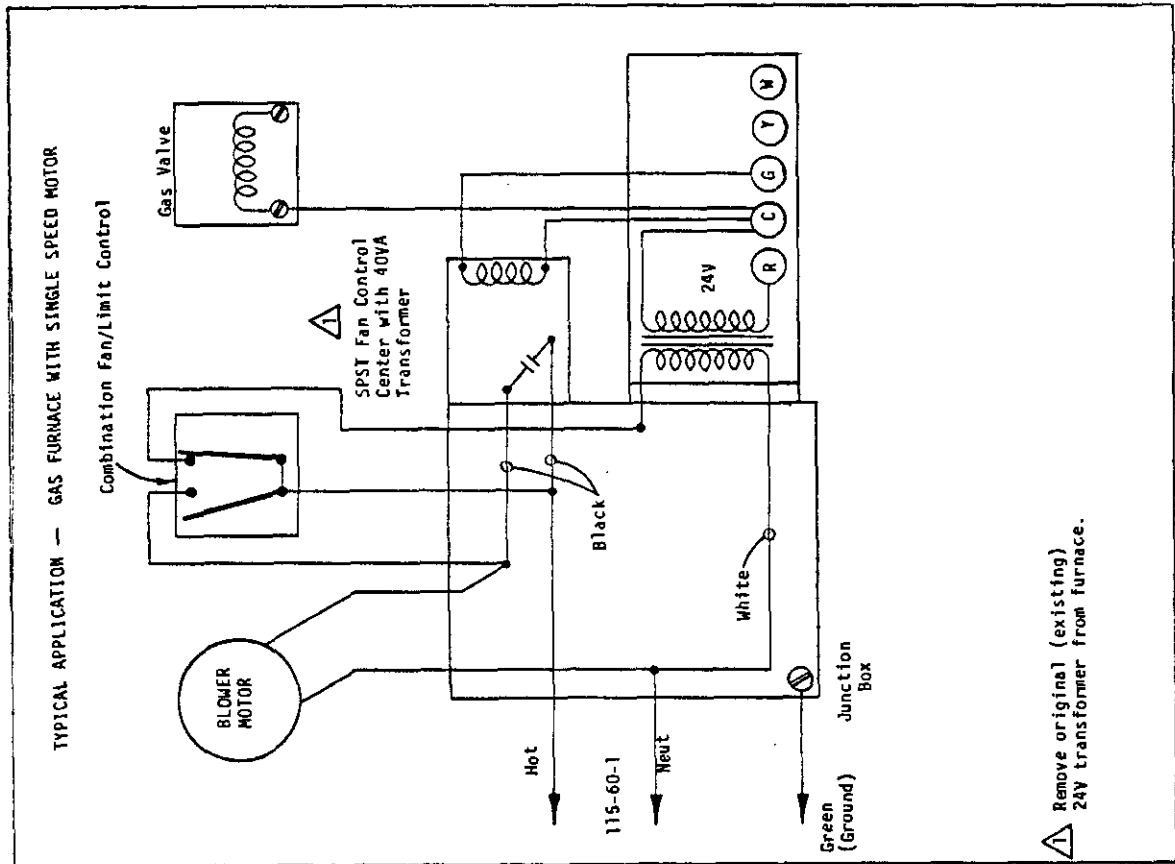 TYPICAL APPLICATION — GAS FURNACE WITH SINGLE SPEED MOTOR
Combination Fan/Limit Control
Gas Valve
BLOWER
MOTOR
1
SPST Fan Control
Center with 40VA
Transformer
Hot
115-60-1
Neut
Green
(Ground)
Black
White
Junction
Box
24V
R
C
G
Y
W
1
Remove original (existing)
24V transformer from furnace.